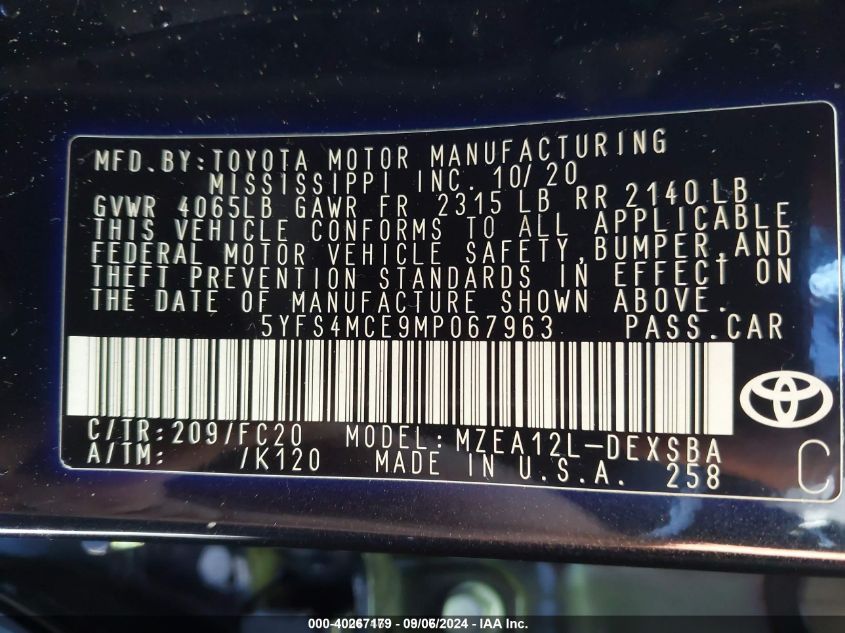 MFD.BY:TOYOTA MOTOR MANUFACTURING
MISSISSIPPI INC. 10/20
GVWR 4065LB GAWR FR 2315 LB RR 2140 LB
THIS VEHICLE CONFORMS TO ALL APPLICABLE
FEDERAL MOTOR VEHICLE SAFETY,BUMPER,AND
THEFT PREVENTION STANDARDS IN EFFECT ON
THE DATE OF MANUFACTURE SHOWN ABOVE.
5YFS4MCE9MP067963 PASS.CAR
C/TR:209/FC20 MODEL:MZEA12L-DEXSBA
A/TM: /K120 MADE IN U.S.A. 258 C
000-40267179 - 09/06/2024 - IAA Inc.